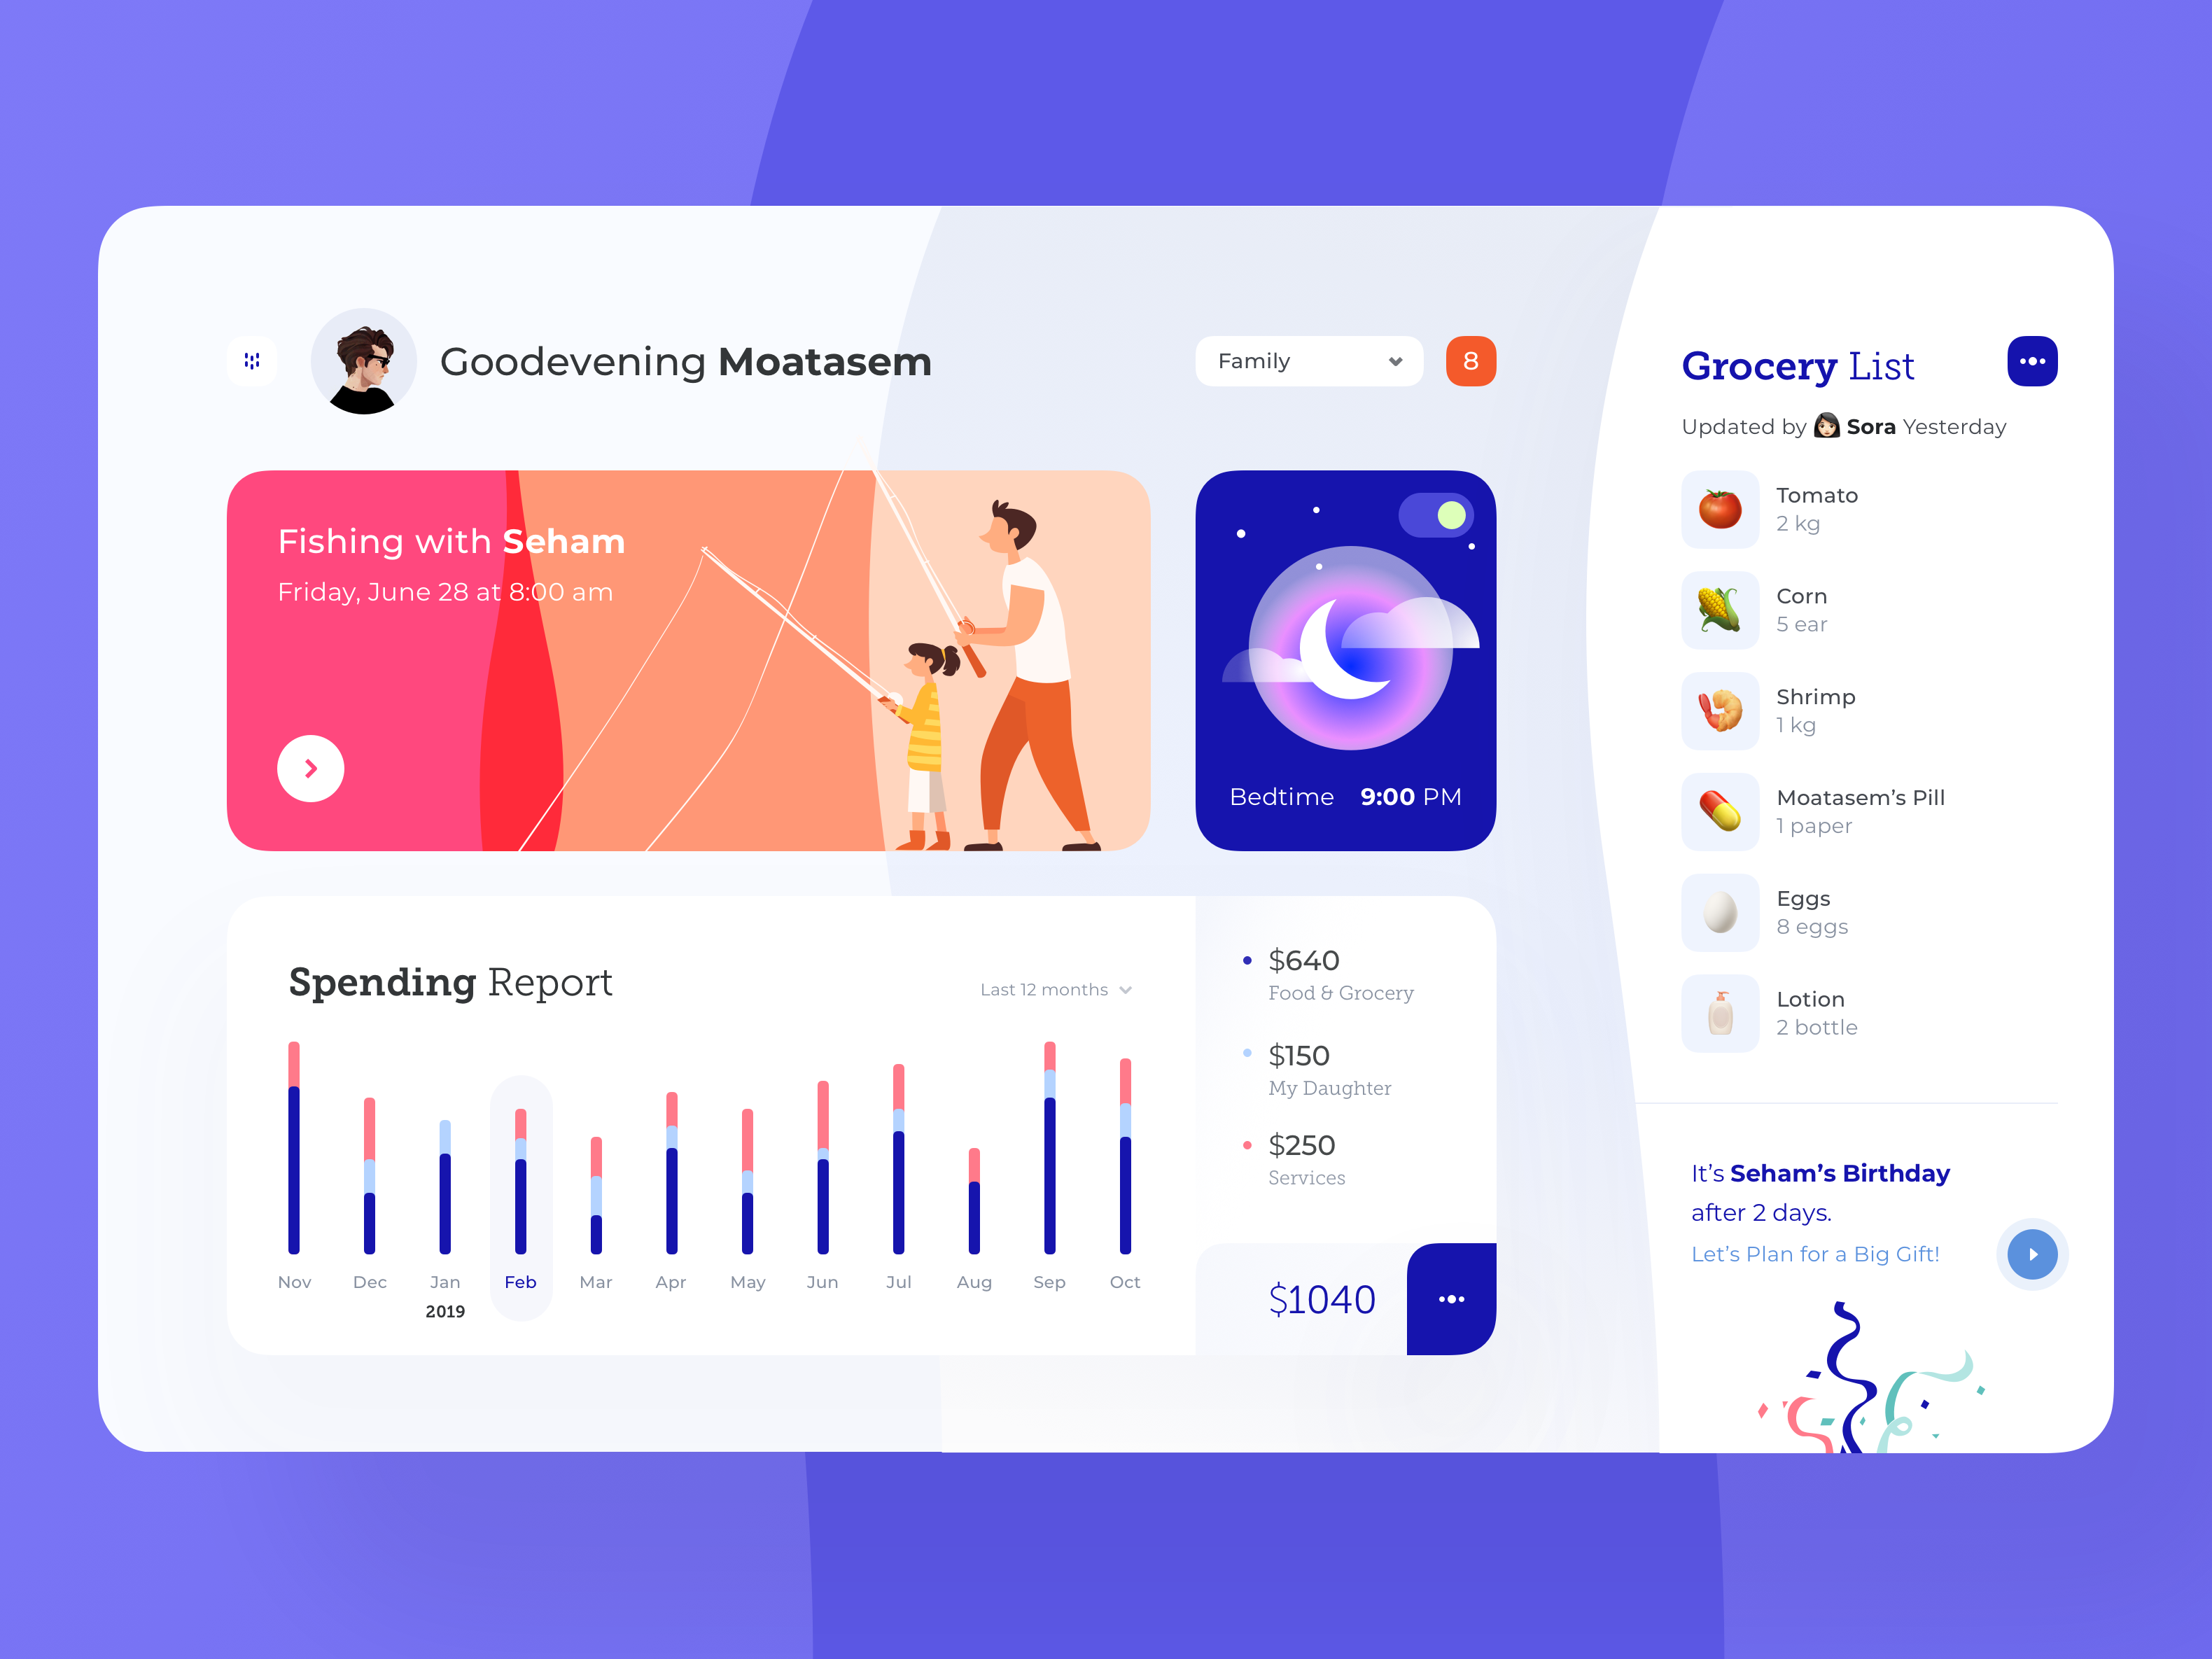 Goodevening Moatasem
Family
8
Fishing with Seham
Friday, June 28 at 8:00 am
Bedtime 9:00 PM
Spending Report
Last 12 months
Nov Dec Jan Feb Mar Apr May Jun Jul Aug Sep Oct
2019
$640
Food & Grocery
$150
My Daughter
$250
Services
$1040
Grocery List
Updated by Sora Yesterday
Tomato
2 kg
Corn
5 ear
Shrimp
1 kg
Moatasem’s Pill
1 paper
Eggs
8 eggs
Lotion
2 bottle
It’s Seham’s Birthday
after 2 days.
Let’s Plan for a Big Gift!